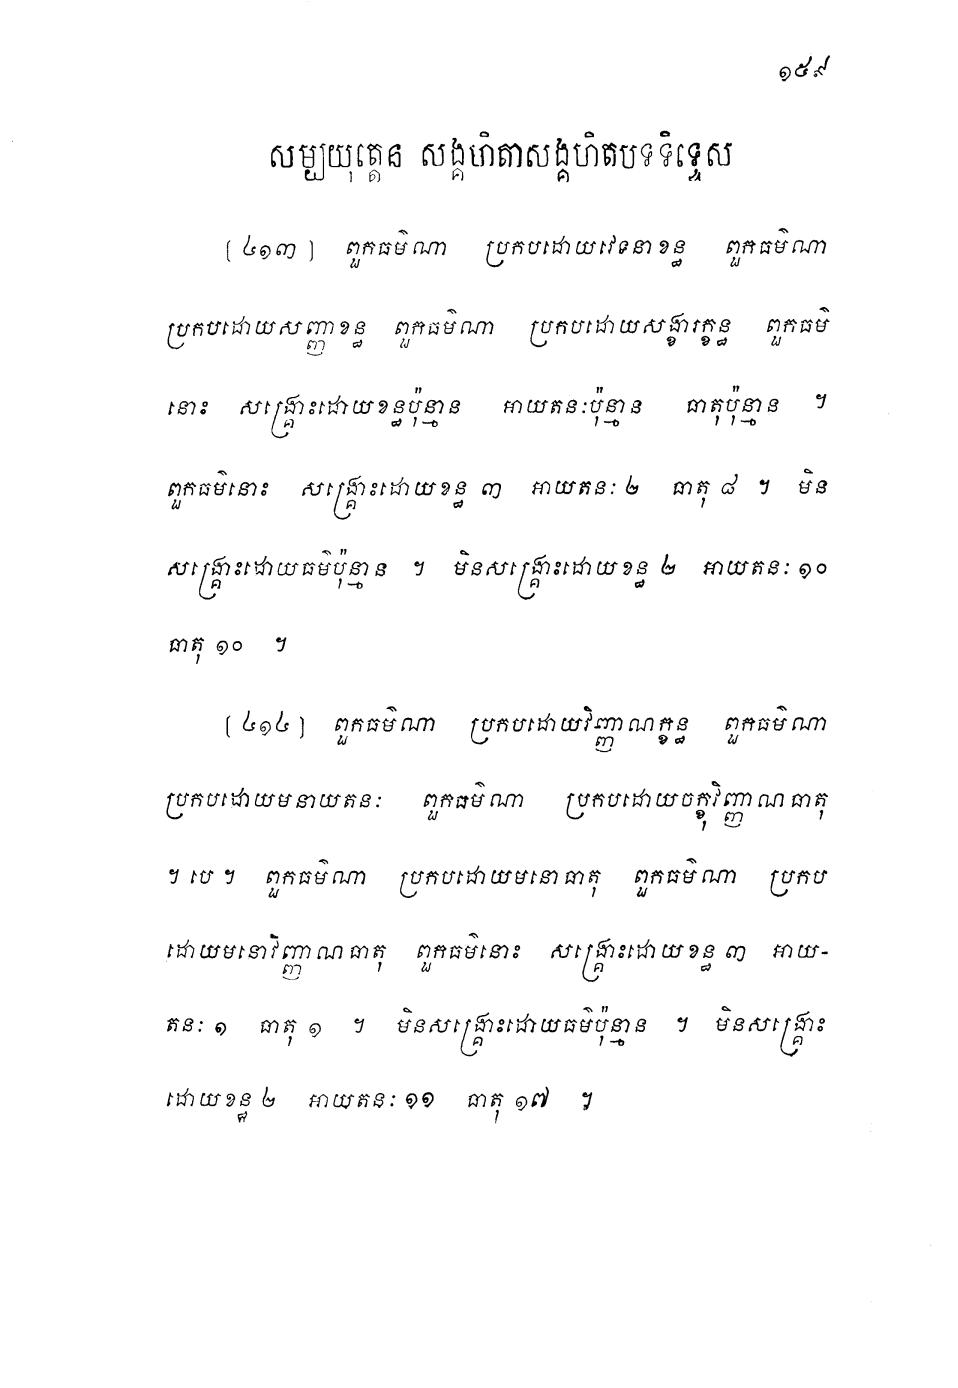 ១៥៩
សម្បយុត្តេន សង្គហិតាសង្គហិតបទនិទ្ទេស
[៤១៣] ពួកធម៌ណា ប្រកបដោយវេទនាខន្ធ ពួកធម៌ណា
ប្រកបដោយសញ្ញាខន្ធ ពួកធម៌ណា ប្រកបដោយសង្ខារក្ខន្ធ ពួកធម៌
នោះ សង្គ្រោះដោយខន្ធប៉ុន្មាន អាយតនៈប៉ុន្មាន ធាតុប៉ុន្មាន ។
ពួកធម៌នោះ សង្គ្រោះដោយខន្ធ ៣ អាយតនៈ ២ ធាតុ ៨ ។ មិន
សង្គ្រោះដោយធម៌ប៉ុន្មាន ។ មិនសង្គ្រោះដោយខន្ធ ២ អាយតនៈ ១០
ធាតុ ១០ ។
[៤១៤] ពួកធម៌ណា ប្រកបដោយវិញ្ញាណក្ខន្ធ ពួកធម៌ណា
ប្រកបដោយមនាយតនៈ ពួកធម៌ណា ប្រកបដោយចក្ខុវិញ្ញាណធាតុ
។ បេ ។ ពួកធម៌ណា ប្រកបដោយមនោធាតុ ពួកធម៌ណា ប្រកប
ដោយមនោវិញ្ញាណធាតុ ពួកធម៌នោះ សង្គ្រោះដោយខន្ធ ៣ អាយ-
តនៈ ១ ធាតុ ១ ។ មិនសង្គ្រោះដោយធម៌ប៉ុន្មាន ។ មិនសង្គ្រោះ
ដោយខន្ធ ២ អាយតនៈ ១១ ធាតុ ១៧ ។